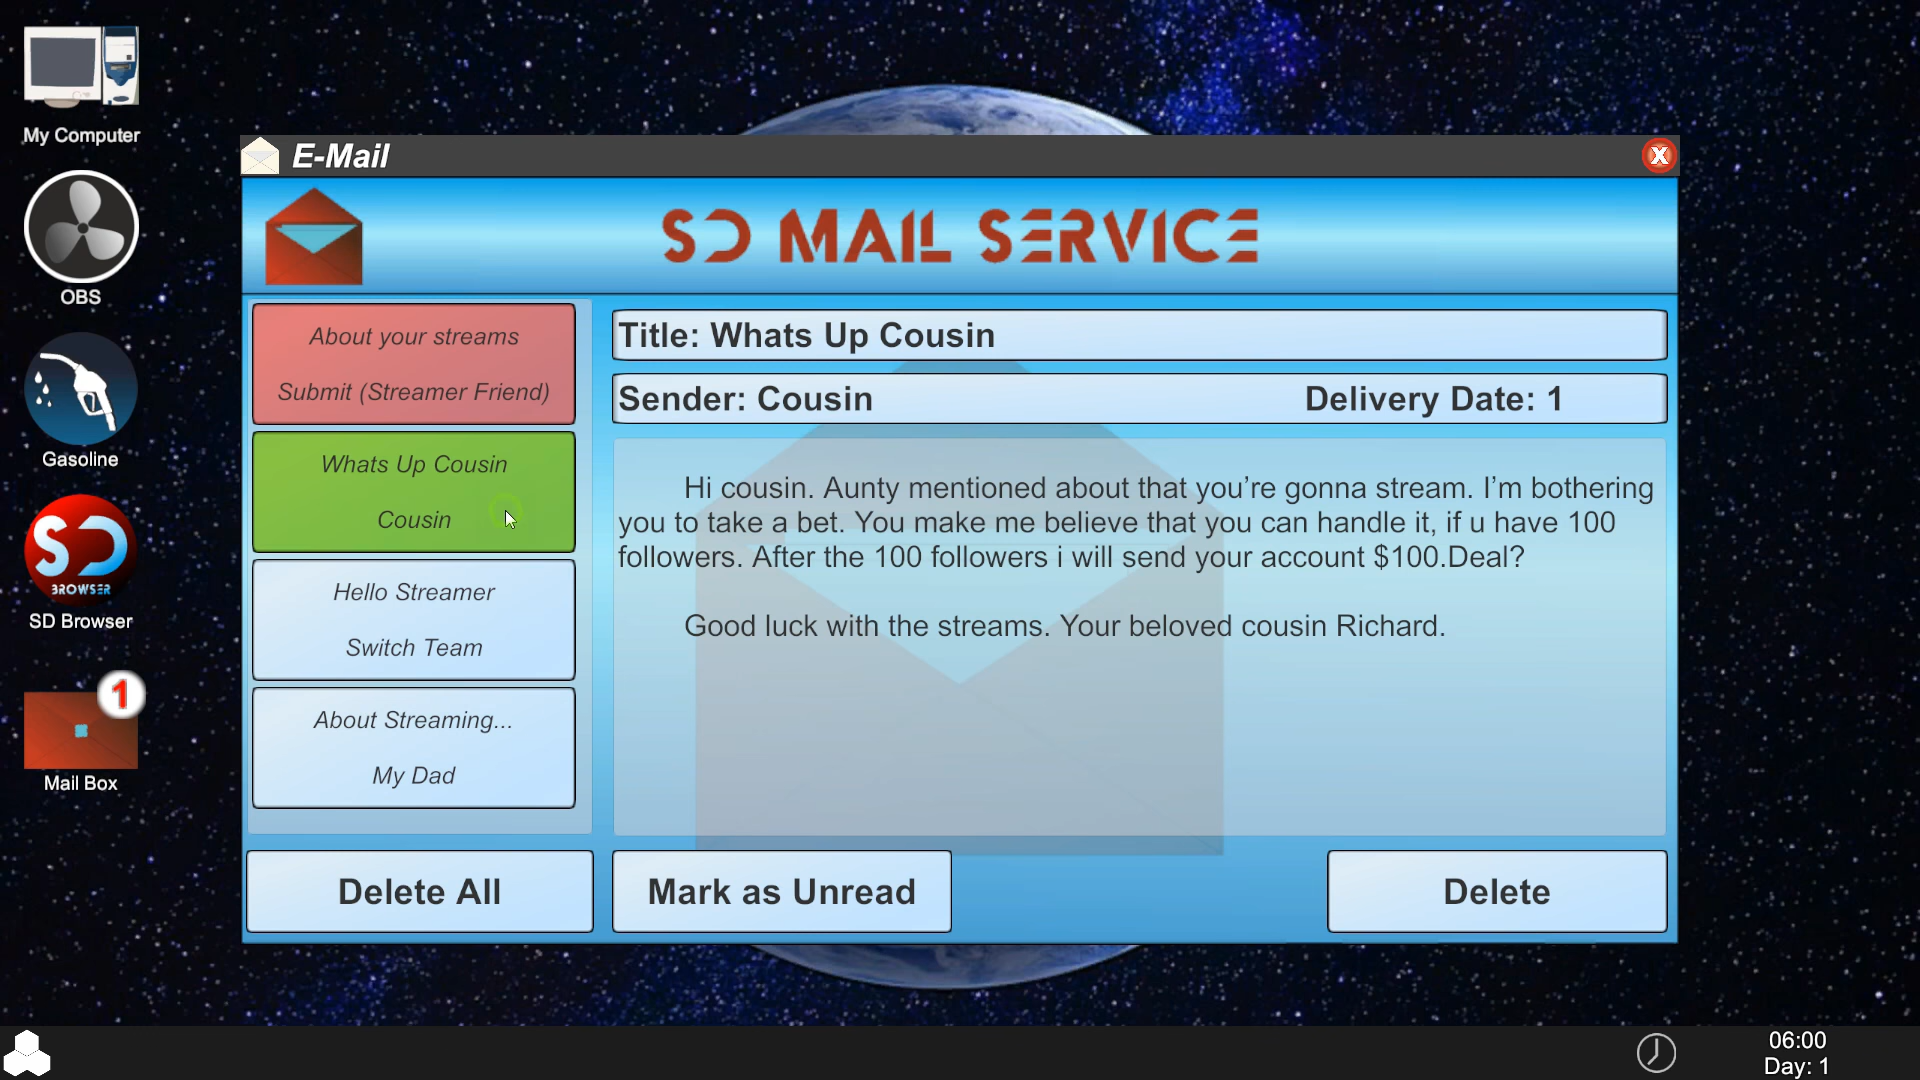 My Computer
OBS
Gasoline
SD
BROWSER
SD Browser
1
Mail Box
E-Mail
X
SD MAIL SERVICE
About your streams
Submit (Streamer Friend)
Whats Up Cousin
Cousin
Hello Streamer
Switch Team
About Streaming...
My Dad
Title: Whats Up Cousin
Sender: Cousin Delivery Date: 1
Hi cousin. Aunty mentioned about that you’re gonna stream. I’m bothering
you to take a bet. You make me believe that you can handle it, if u have 100
followers. After the 100 followers i will send your account $100.Deal?
Good luck with the streams. Your beloved cousin Richard.
Delete All
Mark as Unread
Delete
06:00
Day: 1